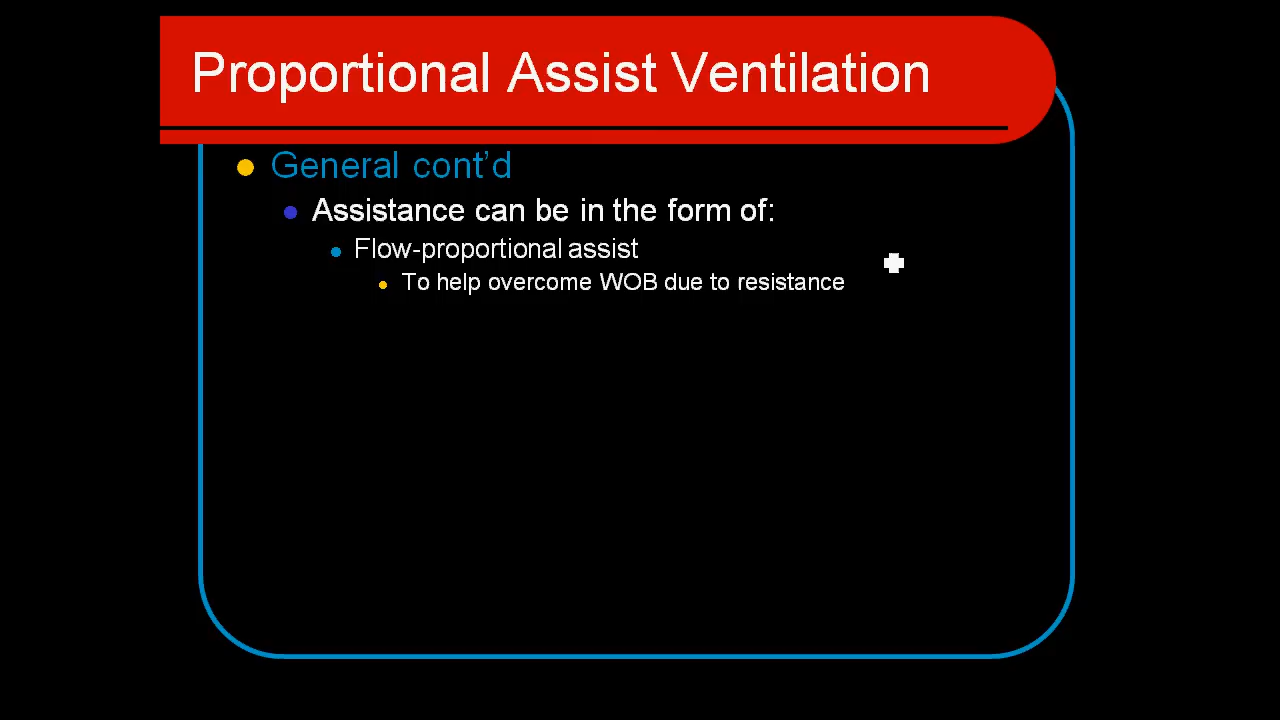 Proportional Assist Ventilation
General cont’d
Assistance can be in the form of:
Flow-proportional assist
To help overcome WOB due to resistance